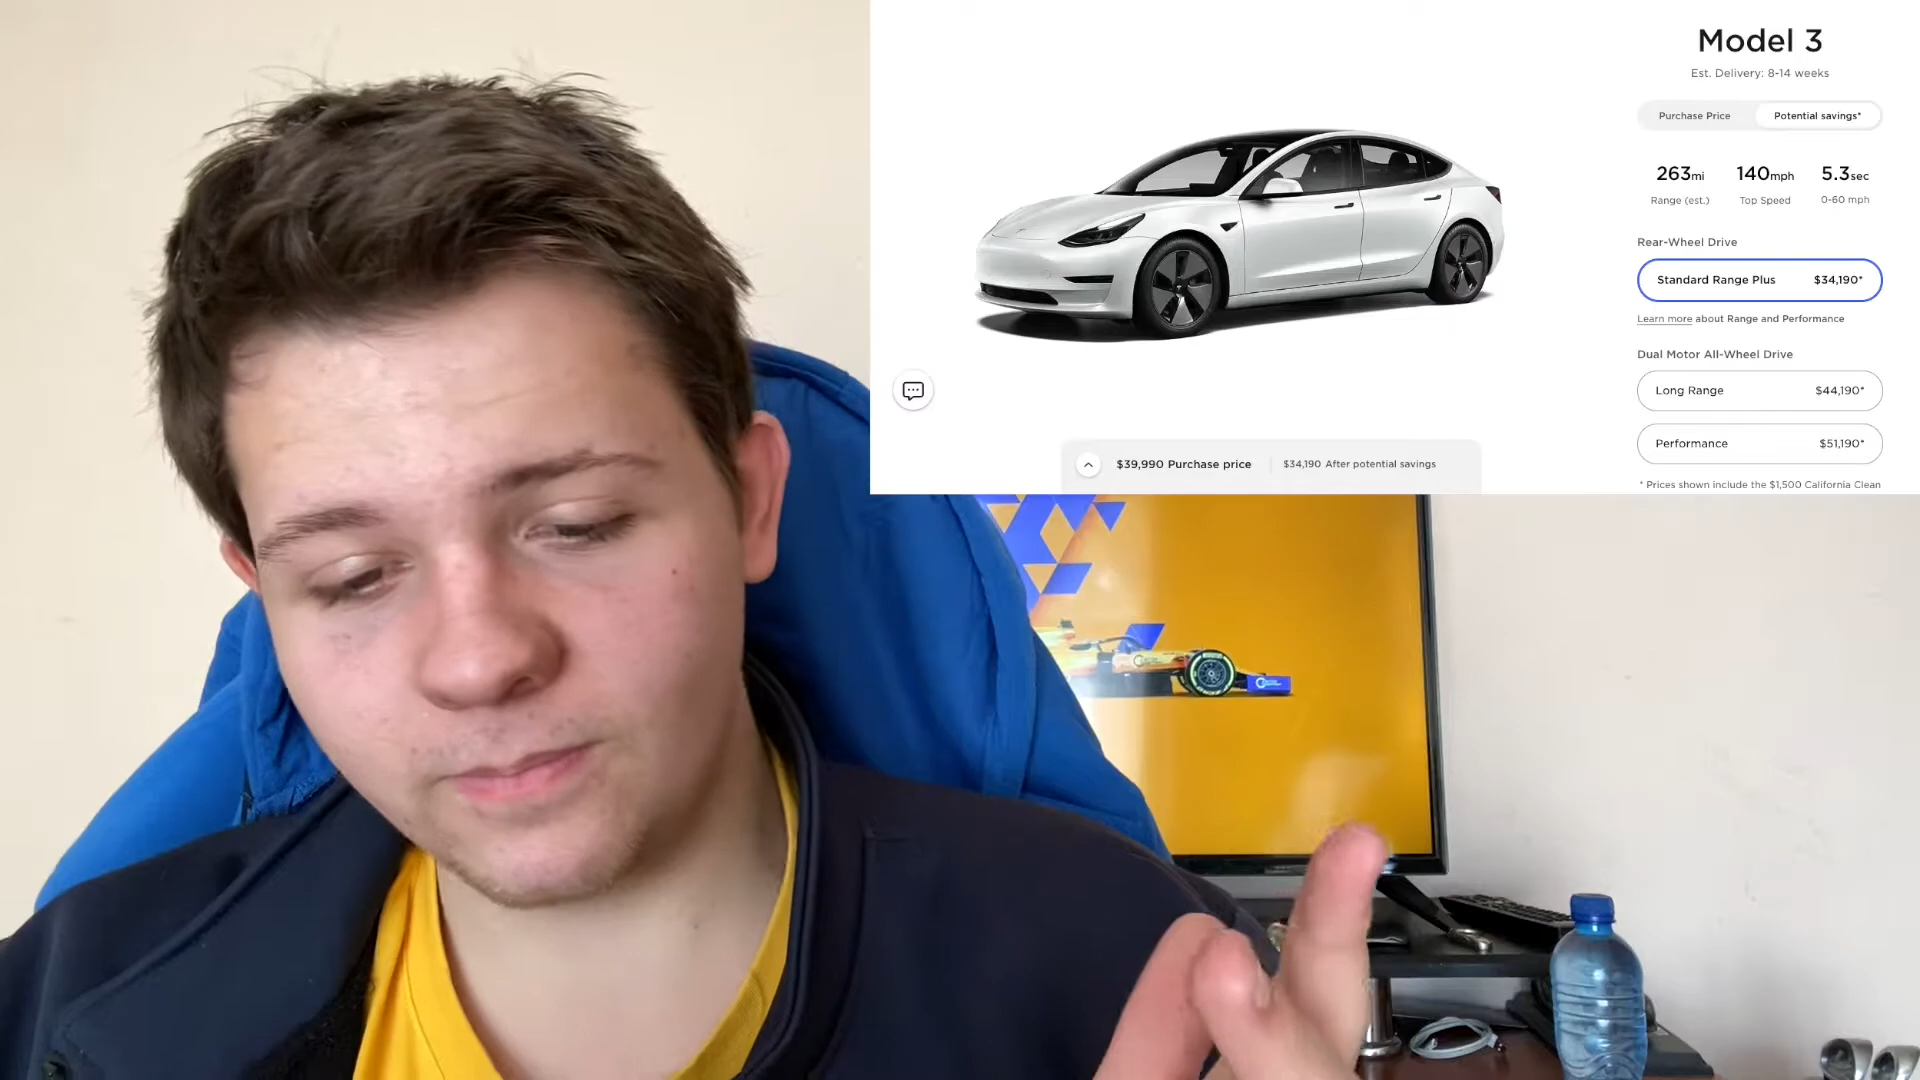 Model 3
Est. Delivery: 8-14 weeks
Purchase Price Potential savings*
263mi 140mph 5.3sec
Range (est.) Top Speed 0-60 mph
Rear-Wheel Drive
Standard Range Plus $34,190*
Learn more about Range and Performance
Dual Motor All-Wheel Drive
Long Range $44,190*
Performance $51,190*
$39,990 Purchase price $34,190 After potential savings
* Prices shown include the $1,500 California Clean